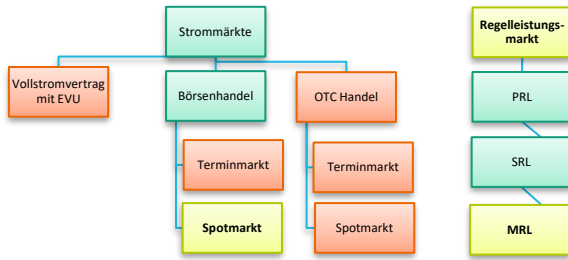 Strommärkte
Vollstromvertrag
mit EVU
Börsenhandel
OTC Handel
Terminmarkt
Terminmarkt
Spotmarkt
Spotmarkt
Regelleistungs-
markt
PRL
SRL
MRL